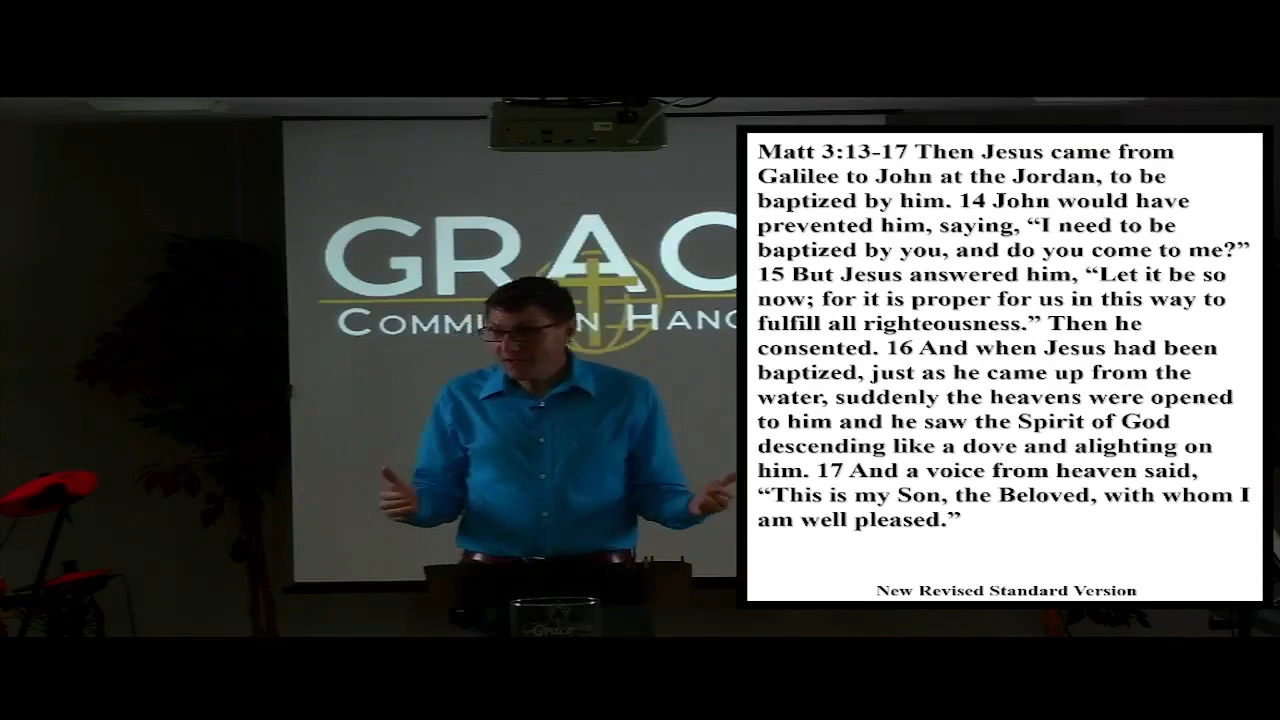 GRAC
COMMU N HANO
Matt 3:13-17 Then Jesus came from
Galilee to John at the Jordan, to be
baptized by him. 14 John would have
prevented him, saying, “I need to be
baptized by you, and do you come to me?”
15 But Jesus answered him, “Let it be so
now; for it is proper for us in this way to
fulfill all righteousness.” Then he
consented. 16 And when Jesus had been
baptized, just as he came up from the
water, suddenly the heavens were opened
to him and he saw the Spirit of God
descending like a dove and alighting on
him. 17 And a voice from heaven said,
“This is my Son, the Beloved, with whom I
am well pleased.”
New Revised Standard Version
Grace